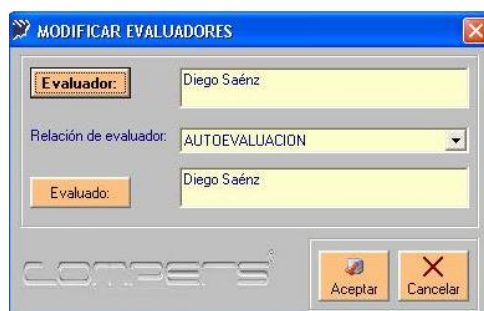 MODIFICAR EVALUADORES
Evaluador:
Diego Saénz
Relación de evaluador:
AUTOEVALUACION
Evaluado:
Diego Saénz
compers
Aceptar
Cancelar